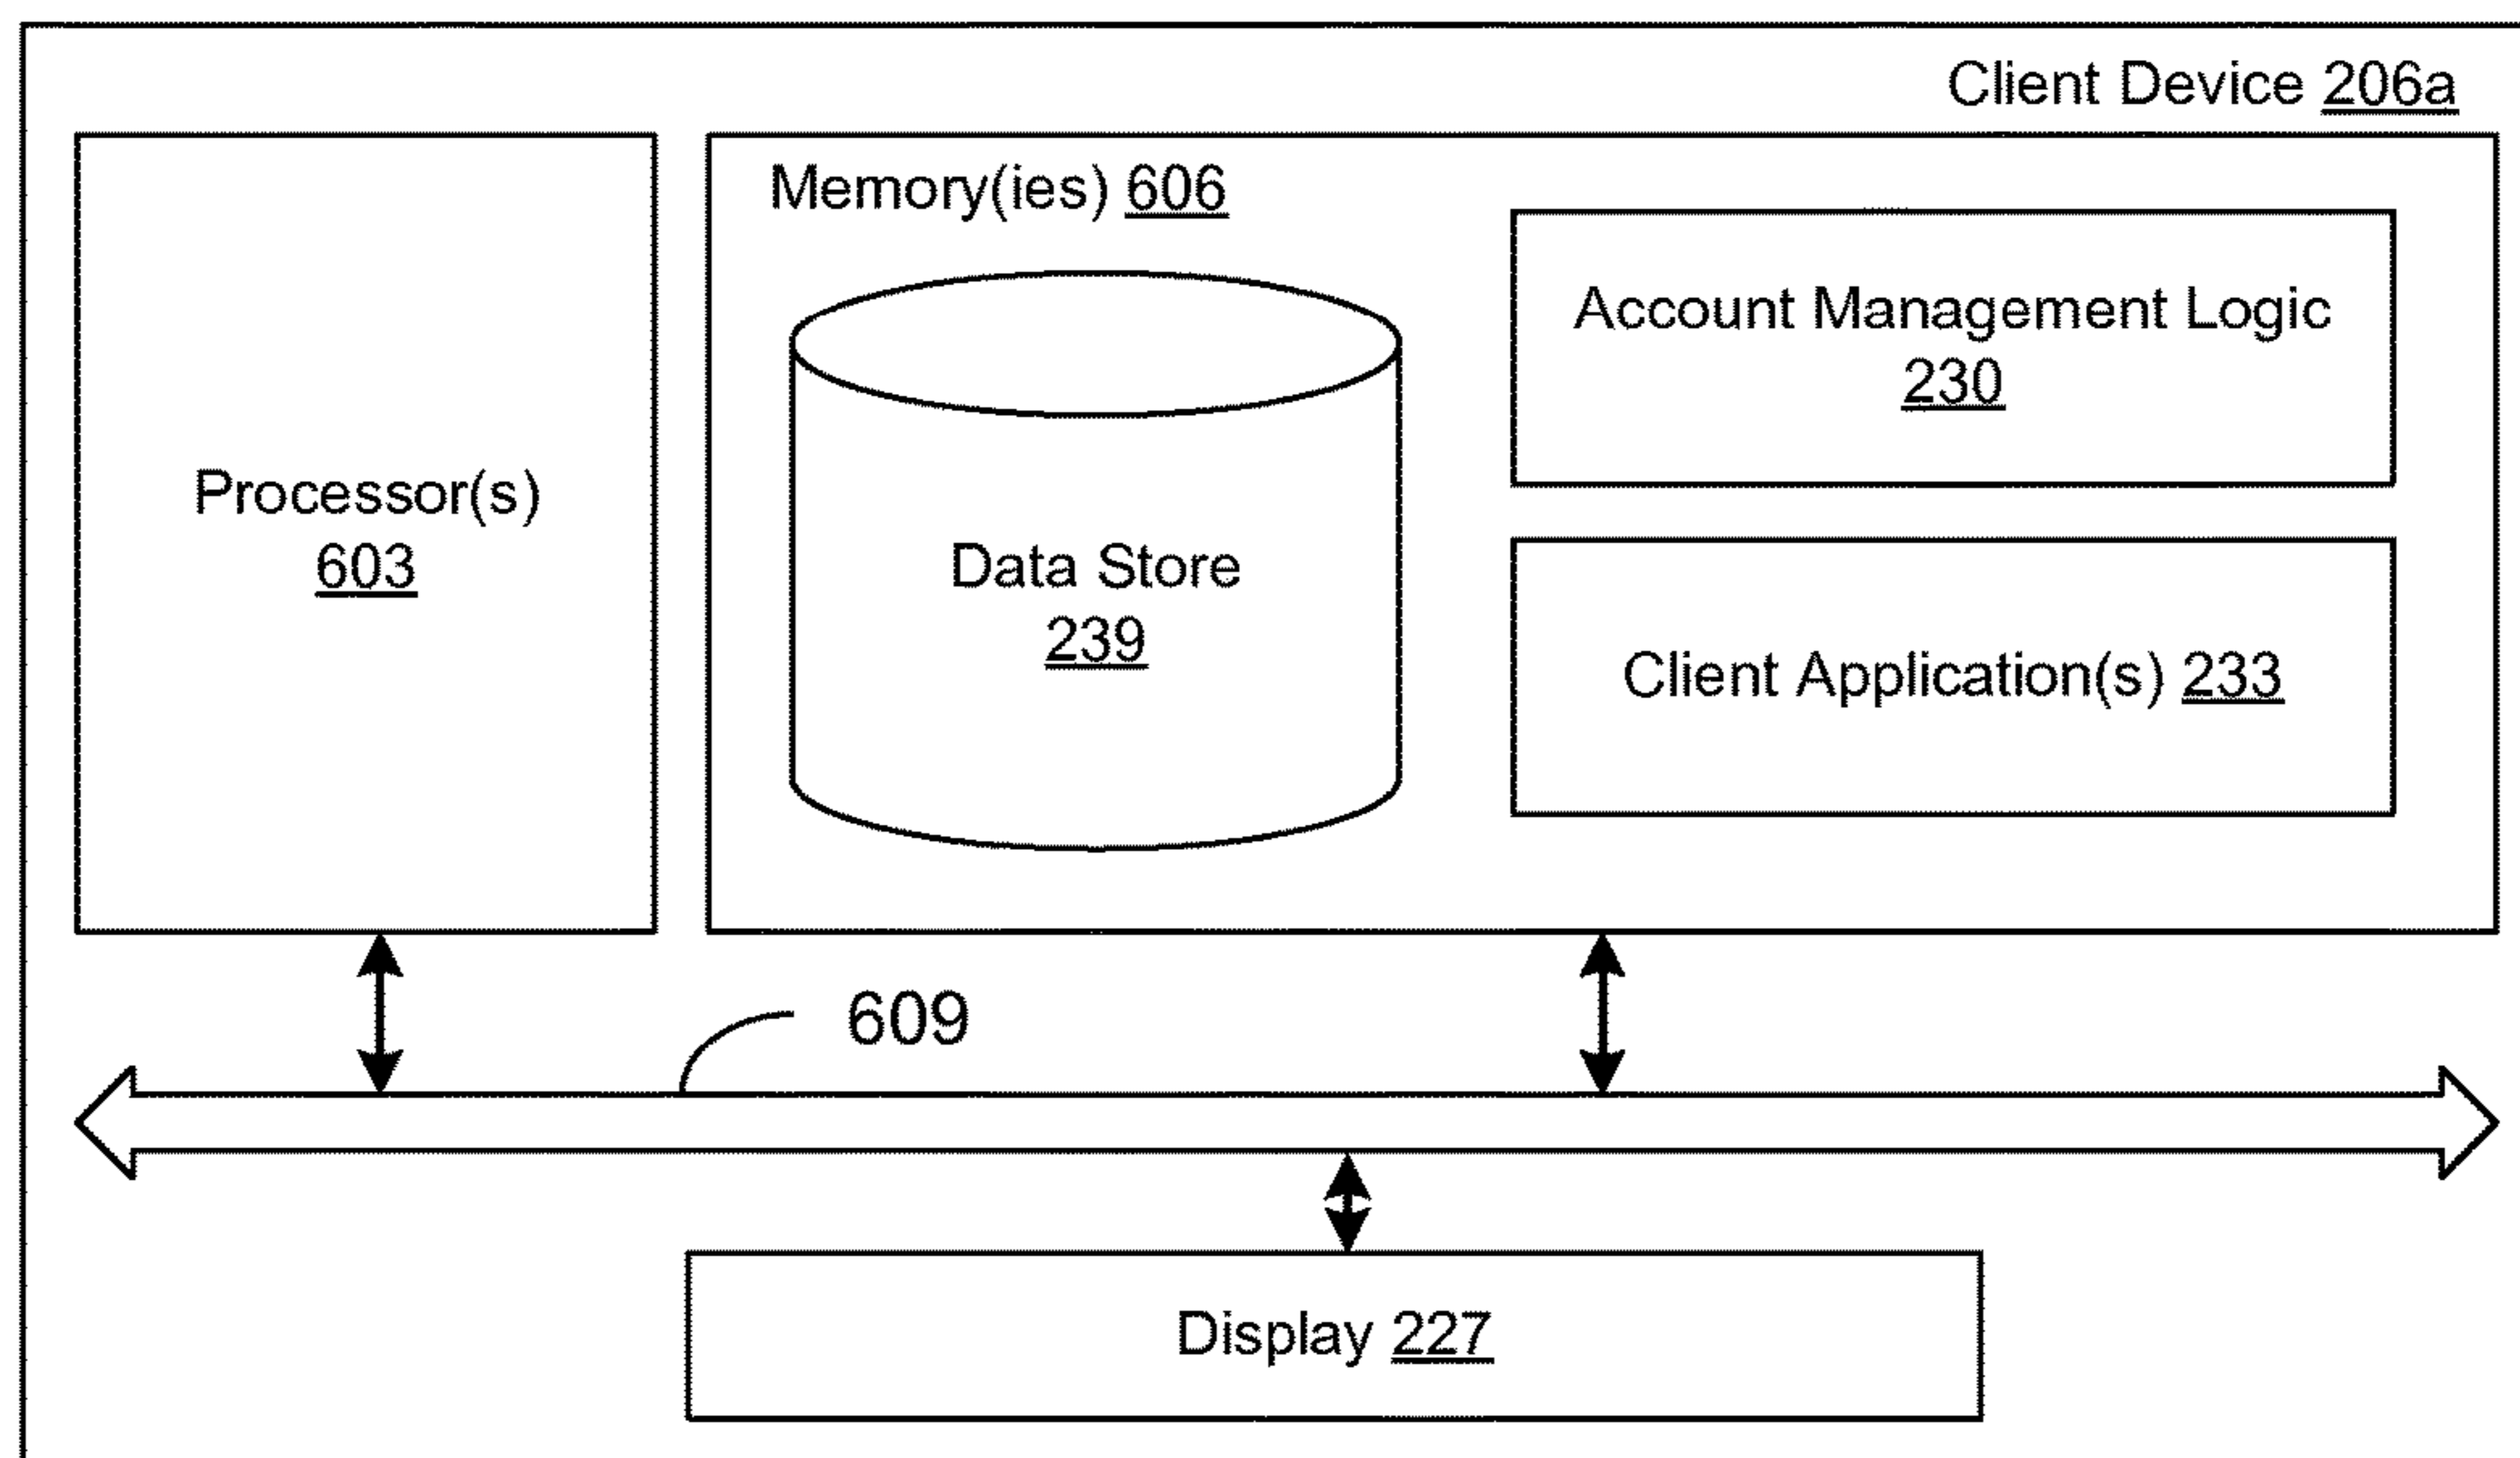 Client Device 206a
Memory(ies) 606
Account Management Logic
230
Processor(s)
603
Data Store
239
Client Application(s) 233
609
Display 227